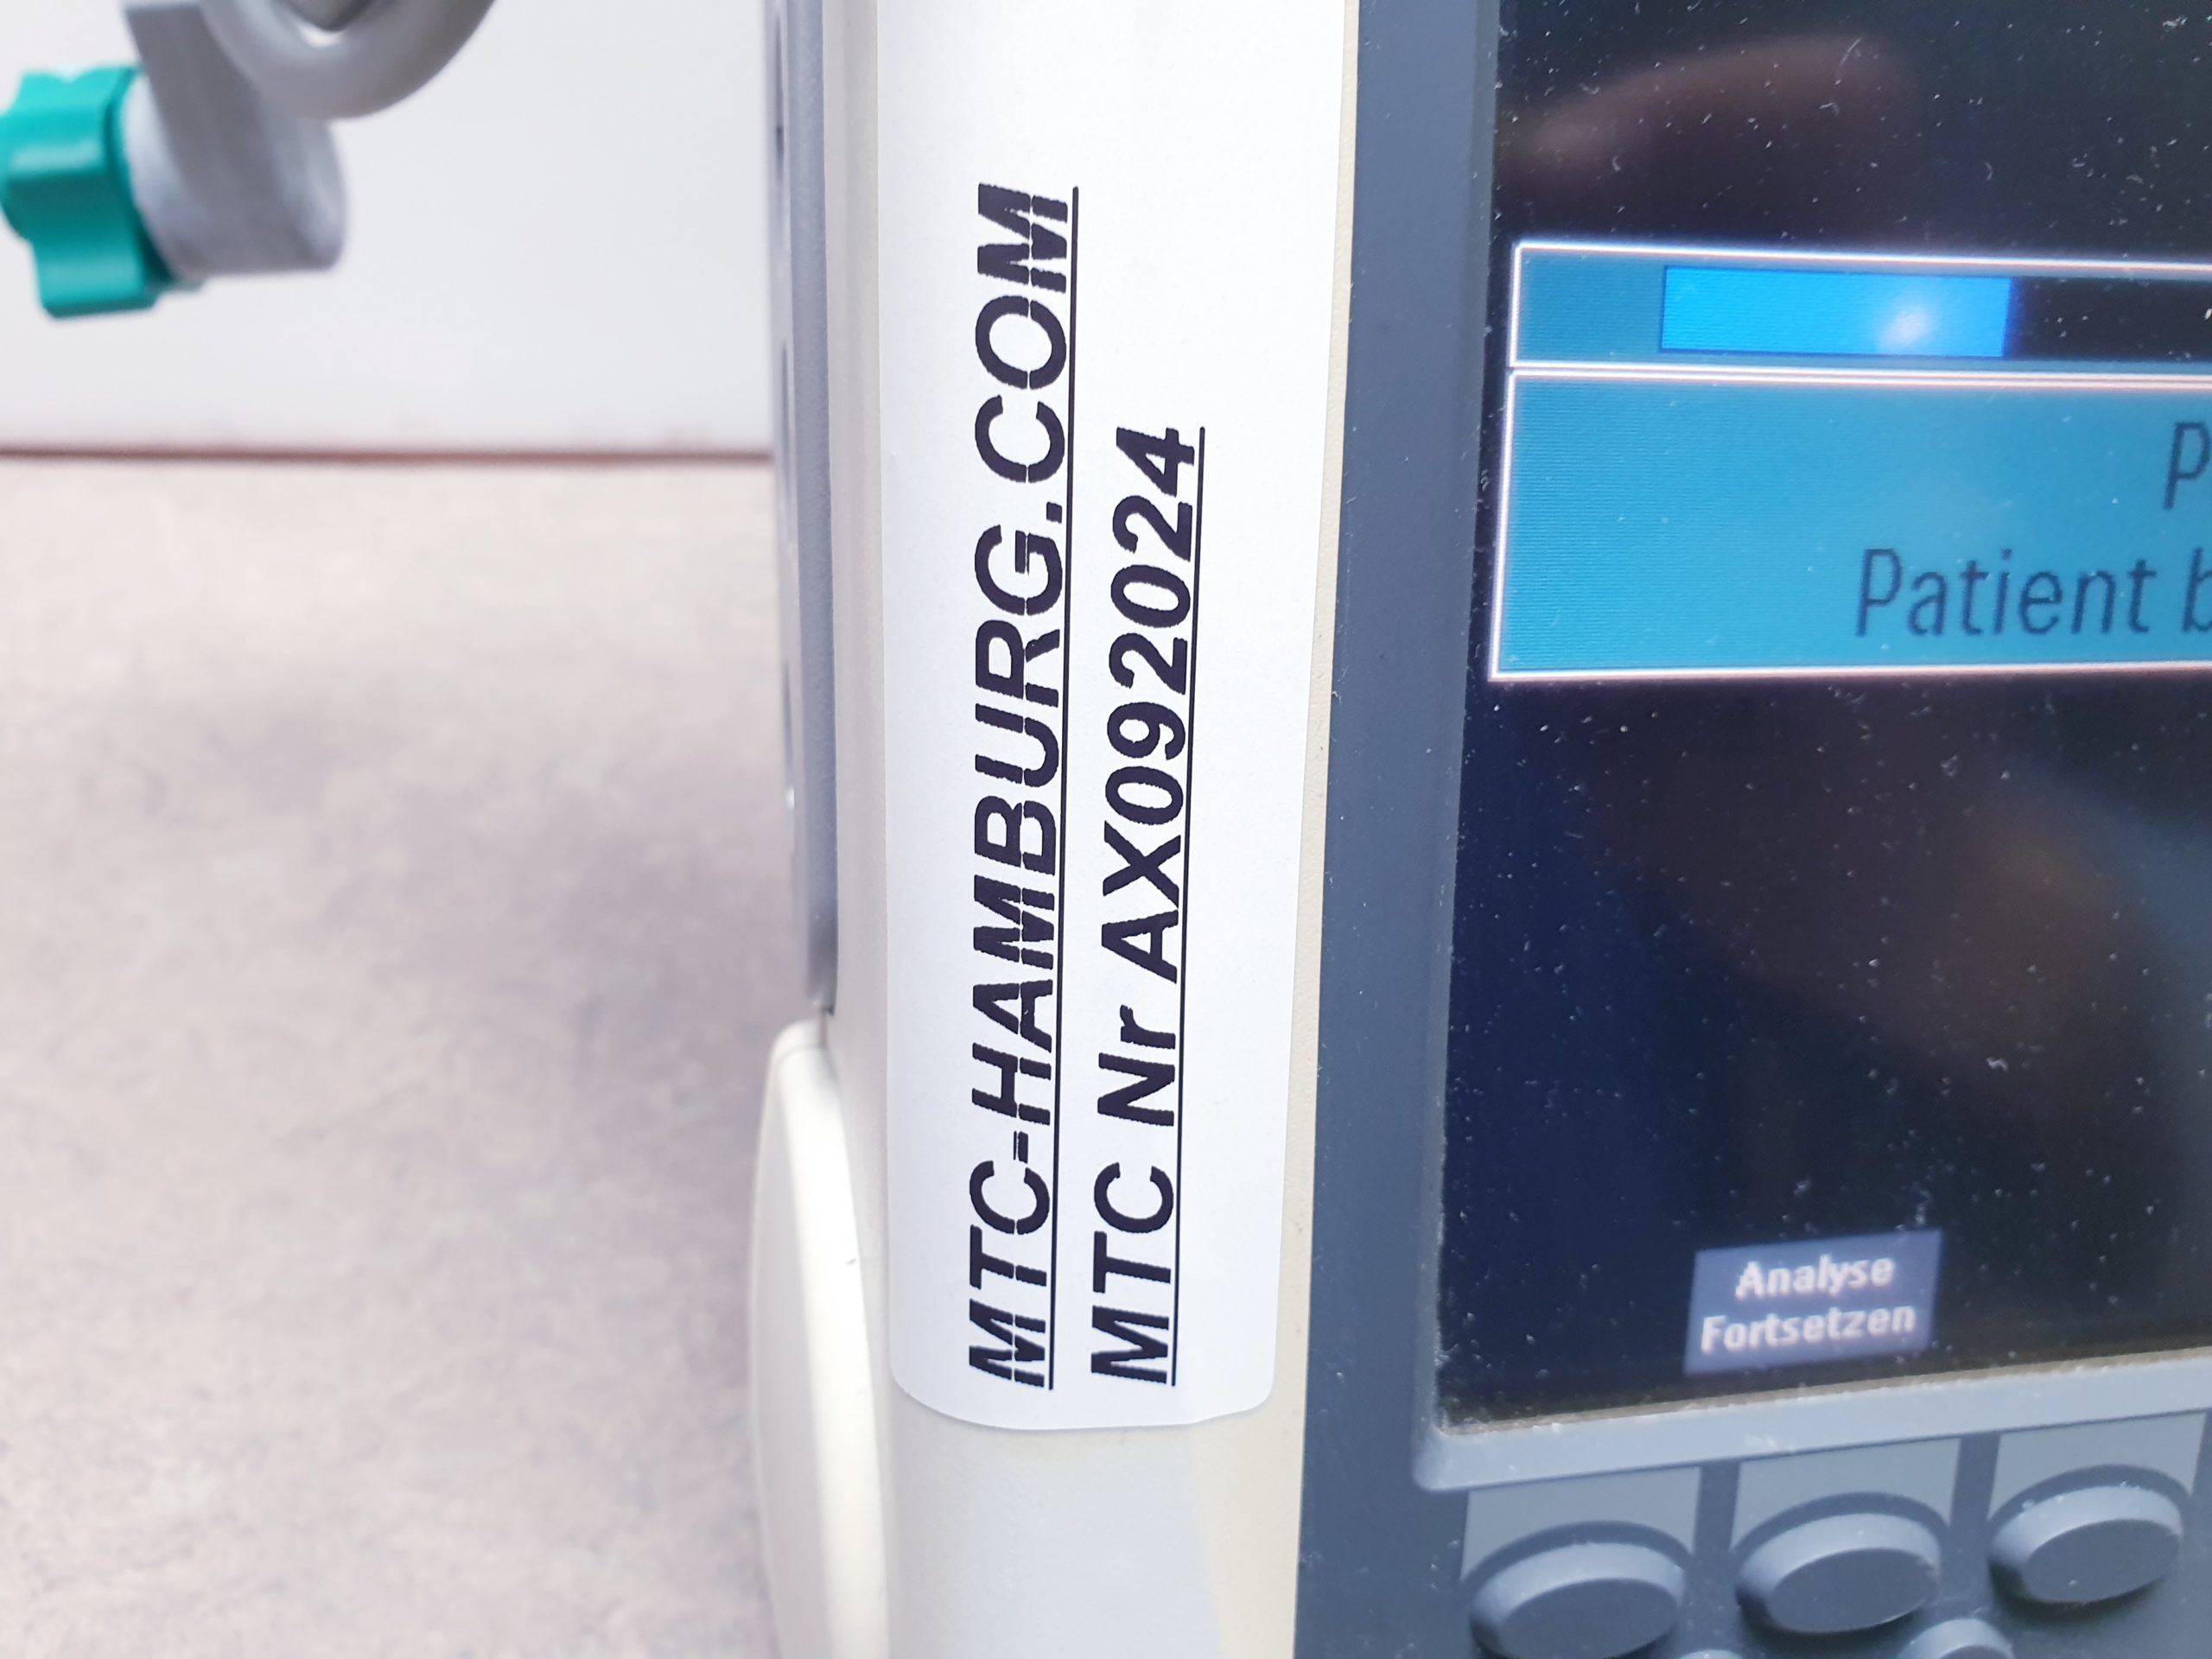 MTC-HAMBURG.COM
MTC Nr AX092024
P
Patient b
Analyse
Fortsetzen